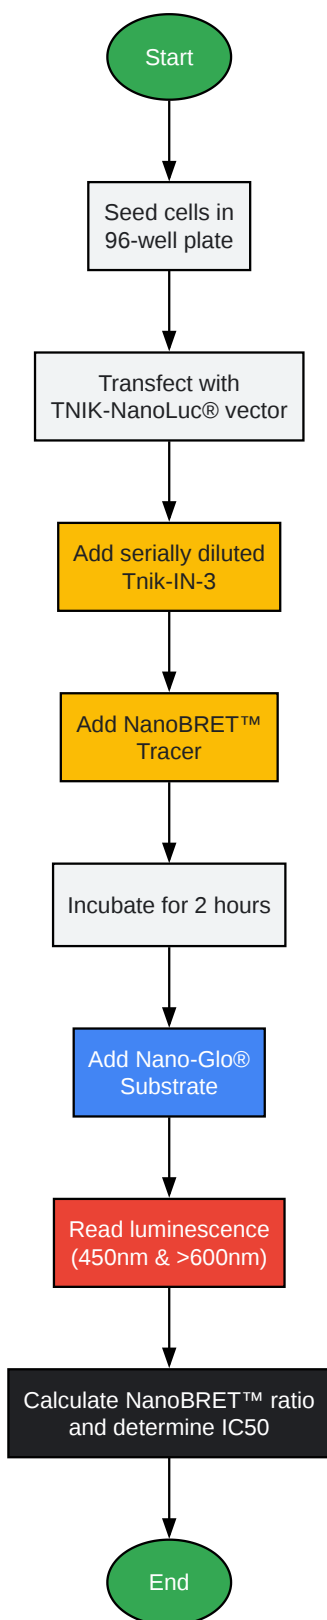 Start
Seed cells in
96-well plate
Transfect with
TNIK-NanoLuc® vector
Add serially diluted
Tnik-IN-3
Add NanoBRET™
Tracer
Incubate for 2 hours
Add Nano-Glo®
Substrate
Read luminescence
(450nm & >600nm)
Calculate NanoBRET™ ratio
and determine IC50
End